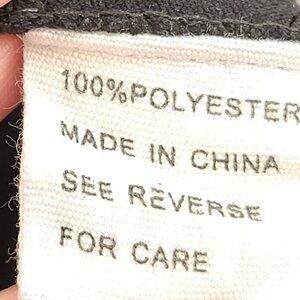 100%POLYESTER
MADE IN CHINA
SEE REVERSE
FOR CARE